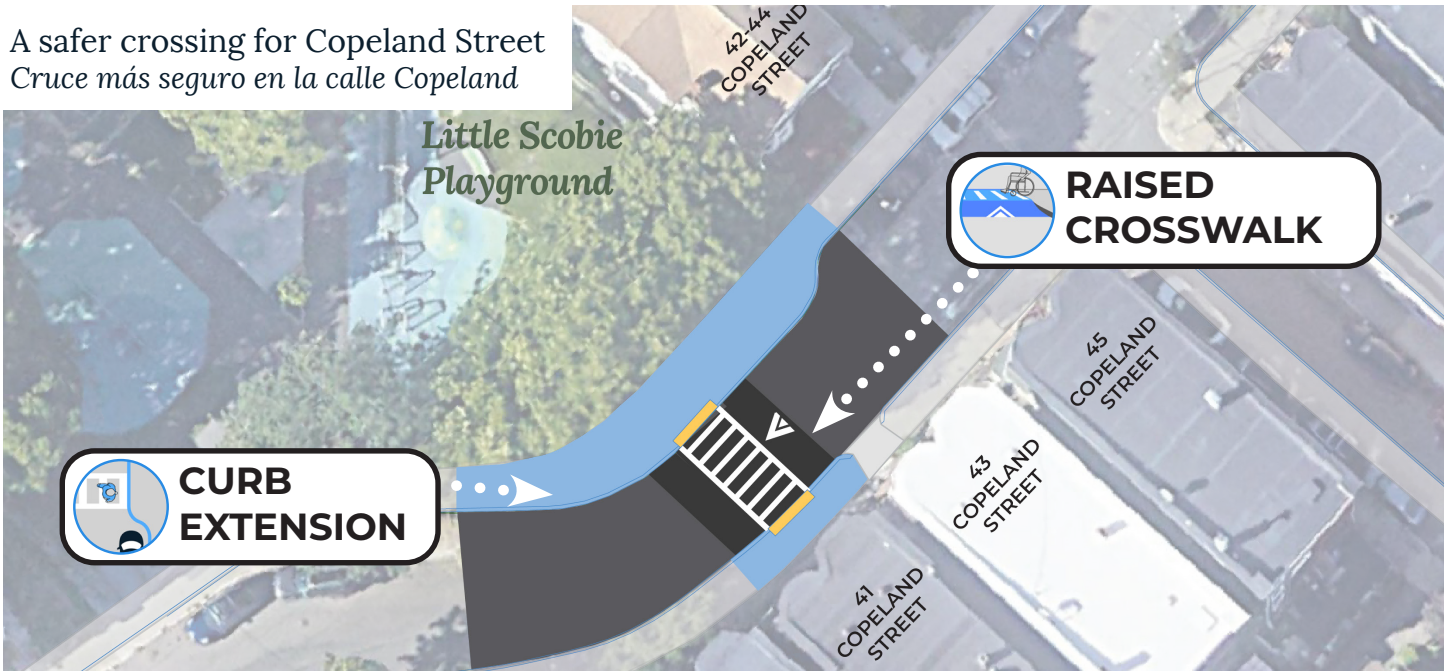 A safer crossing for Copeland Street
Cruce más seguro en la calle Copeland
42-44
COPELAND
STREET
Little Scobie
Playground
RAISED
CROSSWALK
45
COPELAND
STREET
CURB
EXTENSION
43
COPELAND
STREET
41
COPELAND
STREET